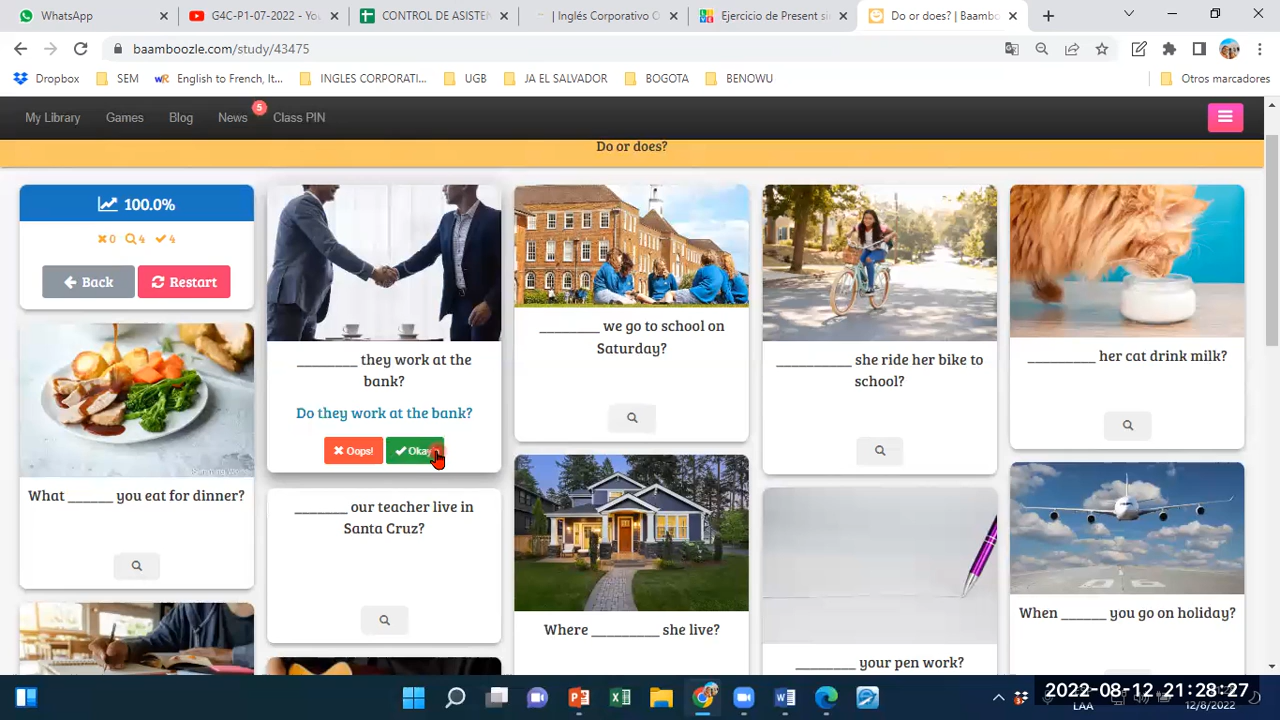 WhatsApp
G4C-P1-07-2022 - You
CONTROL DE ASISTEN
| Inglés Corporativo O
Ejercicio de Present si
Do or does? | Baambo
baamboozle.com/study/43475
Dropbox
SEM
English to French, It...
INGLES CORPORATI...
UGB
JA EL SALVADOR
BOGOTA
BENOWU
Otros marcadores
My Library
Games
Blog
News
5
Class PIN
Do or does?
100.0%
0 4 4
Back
Restart
What ______ you eat for dinner?
________ they work at the
bank?
Do they work at the bank?
Oops!
Okay
_______ our teacher live in
Santa Cruz?
________ we go to school on
Saturday?
Where _________ she live?
__________ she ride her bike to
school?
________ your pen work?
_________ her cat drink milk?
When ______ you go on holiday?
2022-08-12 21:28:27
LAA
12/8/2022